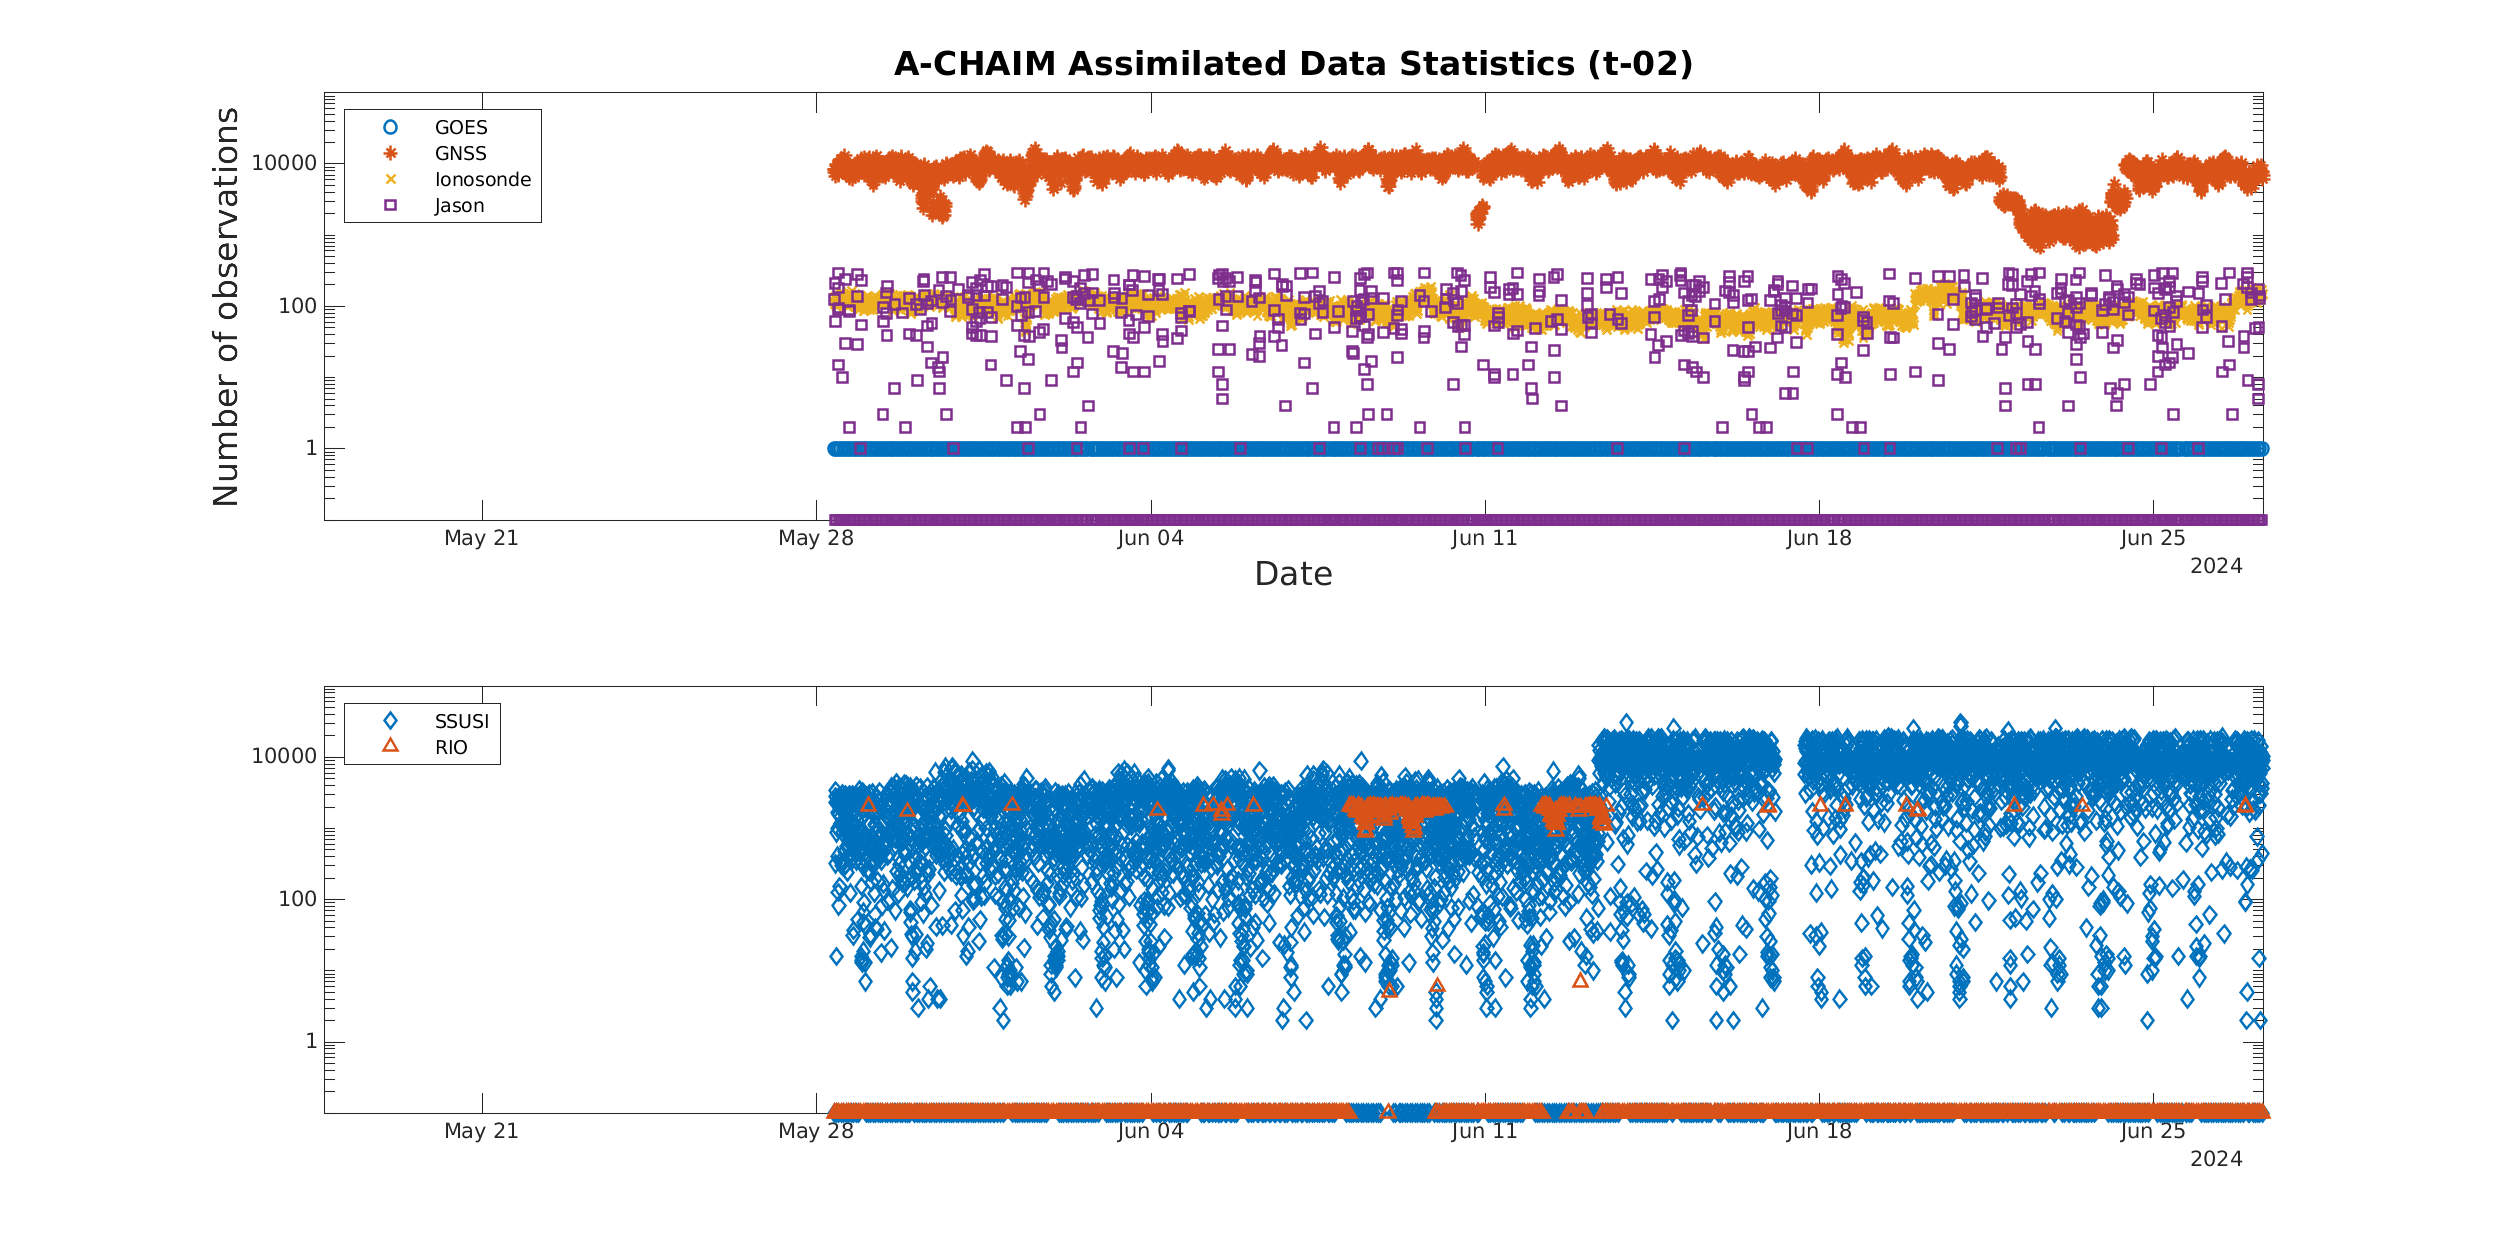 A-CHAIM Assimilated Data Statistics (t-02)
Number of observations
10000
100
1
GOES
GNSS
Ionosonde
Jason
May 21
May 28
Jun 04
Jun 11
Jun 18
Jun 25
2024
Date
10000
100
1
SSUSI
RIO
May 21
May 28
Jun 04
Jun 11
Jun 18
Jun 25
2024